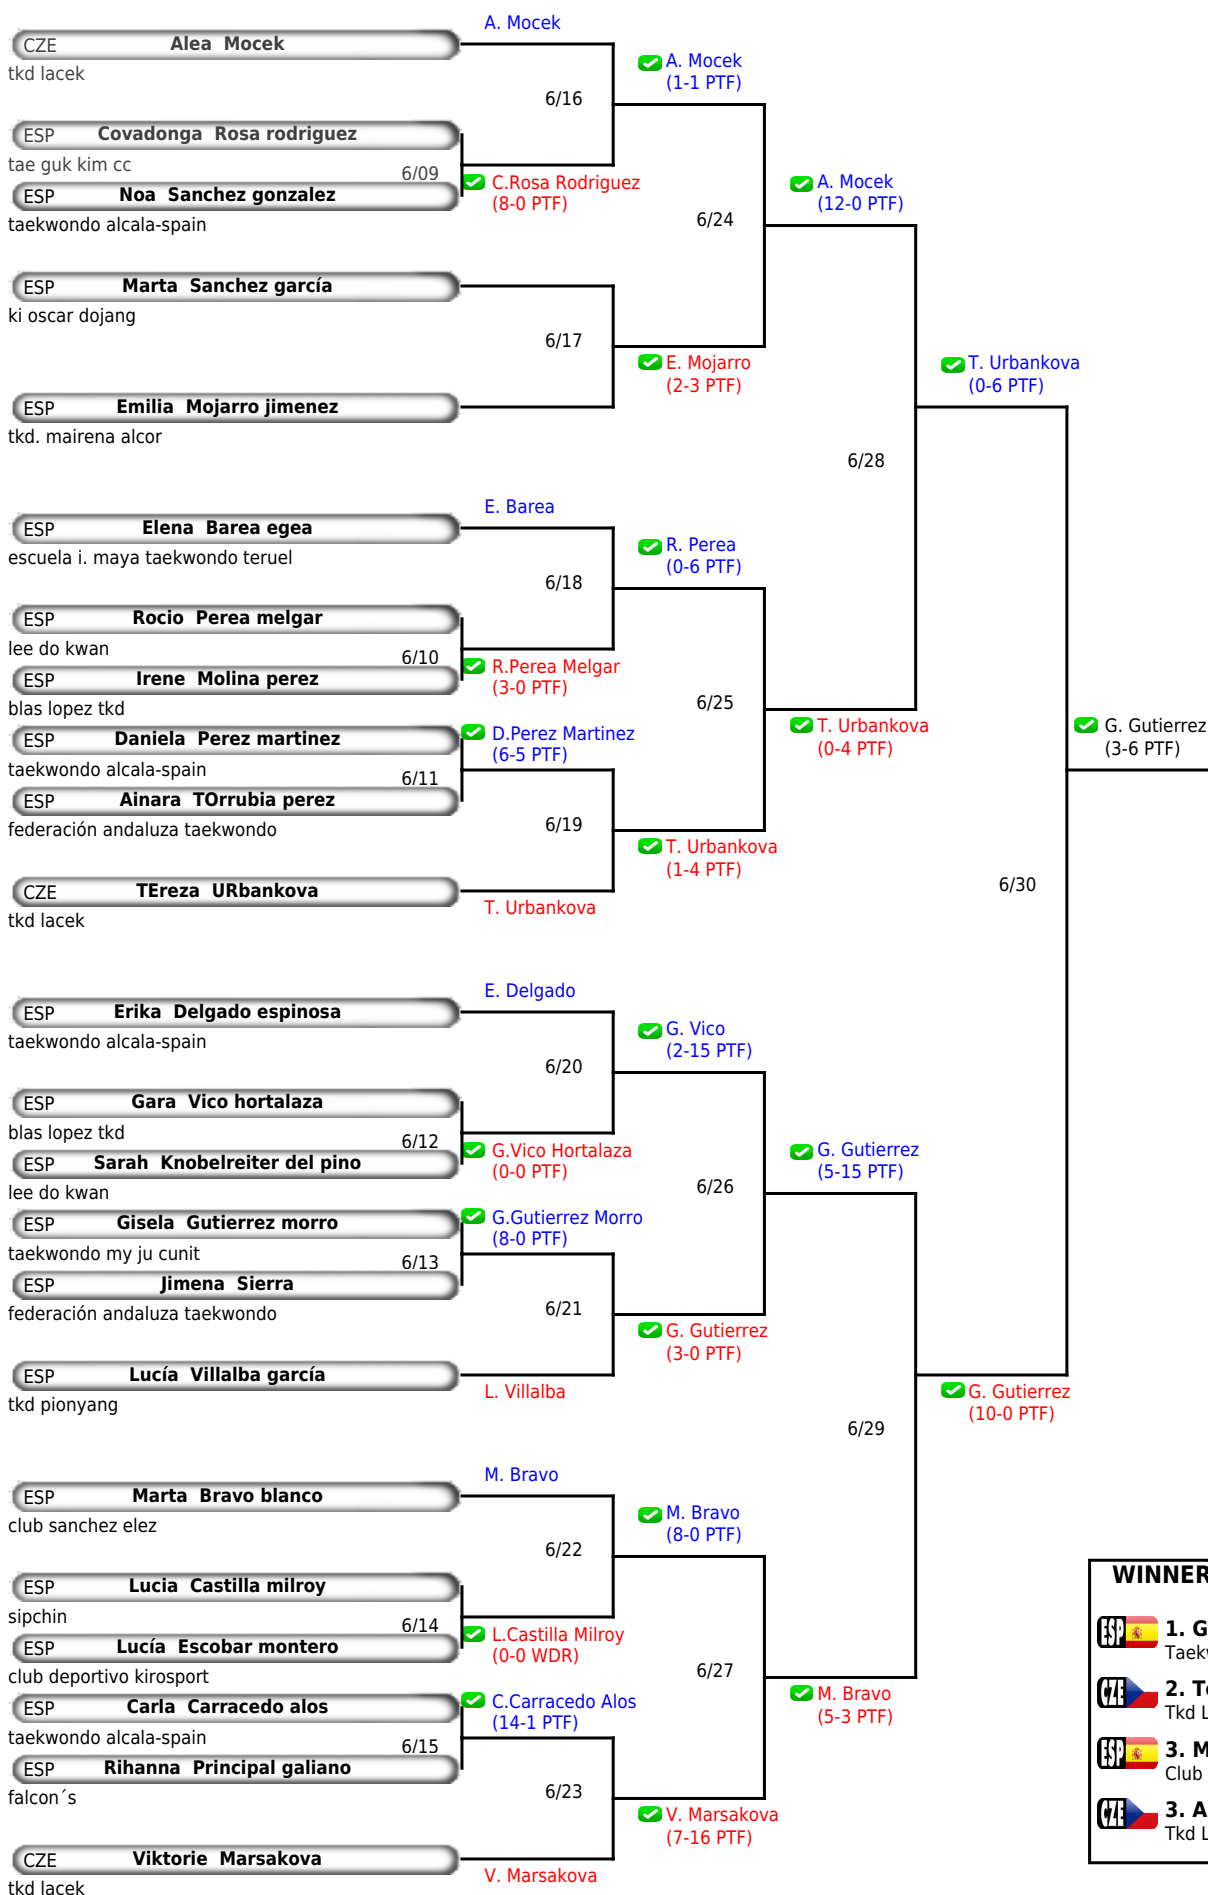 A. Mocek
CZE Alea Mocek
tkd lacek
A. Mocek
(1-1 PTF)
6/16
ESP Covadonga Rosa rodriguez
tae guk kim cc
6/09
C.Rosa Rodriguez
(8-0 PTF)
ESP Noa Sanchez gonzalez
taekwondo alcala-spain
A. Mocek
(12-0 PTF)
6/24
ESP Marta Sanchez garcía
ki oscar dojang
6/17
E. Mojarro
(2-3 PTF)
T. Urbankova
(0-6 PTF)
ESP Emilia Mojarro jimenez
tkd. mairena alcor
6/28
E. Barea
ESP Elena Barea egea
escuela i. maya taekwondo teruel
R. Perea
(0-6 PTF)
6/18
ESP Rocio Perea melgar
lee do kwan
6/10
R.Perea Melgar
(3-0 PTF)
ESP Irene Molina perez
blas lopez tkd
6/25
D.Perez Martinez
(6-5 PTF)
ESP Daniela Perez martinez
taekwondo alcala-spain
T. Urbankova
(0-4 PTF)
G. Gutierrez
(3-6 PTF)
6/11
ESP Ainara TOrrubia perez
federación andaluza taekwondo
6/19
T. Urbankova
(1-4 PTF)
CZE TEreza URbankova
tkd lacek
T. Urbankova
6/30
E. Delgado
ESP Erika Delgado espinosa
taekwondo alcala-spain
G. Vico
(2-15 PTF)
6/20
ESP Gara Vico hortalaza
blas lopez tkd
6/12
G.Vico Hortalaza
(0-0 PTF)
ESP Sarah Knobelreiter del pino
lee do kwan
G. Gutierrez
(5-15 PTF)
6/26
G.Gutierrez Morro
(8-0 PTF)
ESP Gisela Gutierrez morro
taekwondo my ju cunit
6/13
ESP Jimena Sierra
federación andaluza taekwondo
6/21
G. Gutierrez
(3-0 PTF)
ESP Lucía Villalba garcía
tkd pionyang
L. Villalba
G. Gutierrez
(10-0 PTF)
6/29
M. Bravo
ESP Marta Bravo blanco
club sanchez elez
M. Bravo
(8-0 PTF)
6/22
ESP Lucia Castilla milroy
sipchin
6/14
L.Castilla Milroy
(0-0 WDR)
ESP Lucía Escobar montero
club deportivo kirosport
6/27
C.Carracedo Alos
(14-1 PTF)
ESP Carla Carracedo alos
taekwondo alcala-spain
M. Bravo
(5-3 PTF)
6/15
ESP Rihanna Principal galiano
falcon´s
6/23
V. Marsakova
(7-16 PTF)
CZE Viktorie Marsakova
tkd lacek
V. Marsakova
WINNER
ESP 1. G
Taekw
CZE 2. Te
Tkd L
ESP 3. M
Club
CZE 3. A
Tkd L